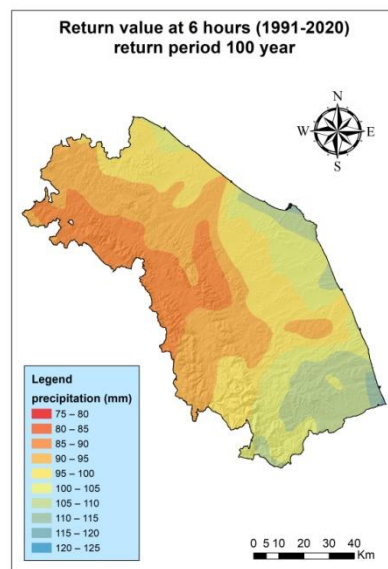 Return value at 6 hours (1991-2020)
return period 100 year
N
W E
S
Legend
precipitation (mm)
75 – 80
80 – 85
85 – 90
90 – 95
95 – 100
100 – 105
105 – 110
110 – 115
115 – 120
120 – 125
0 5 10 20 30 40
Km